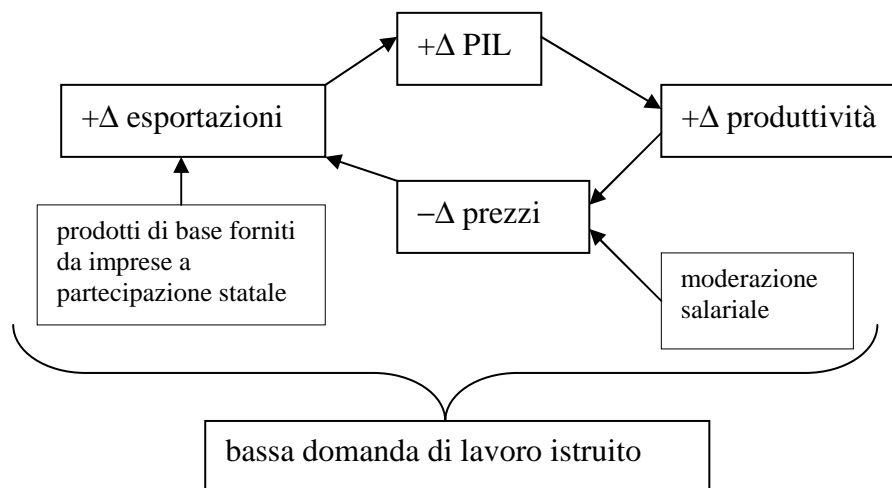 +Δ PIL
+Δ esportazioni
+Δ produttività
−Δ prezzi
prodotti di base forniti
da imprese a
partecipazione statale
moderazione
salariale
bassa domanda di lavoro istruito